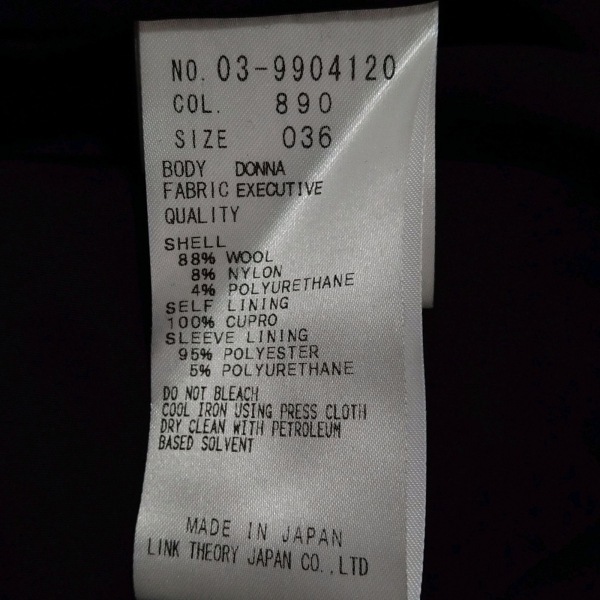 NO. 03-9904120
COL. 890
SIZE 036
BODY DONNA
FABRIC EXECUTIVE
QUALITY
SHELL
88% WOOL
8% NYLON
4% POLYURETHANE
SELF LINING
100% CUPRO
SLEEVE LINING
95% POLYESTER
5% POLYURETHANE
DO NOT BLEACH
COOL IRON USING PRESS CLOTH
DRY CLEAN WITH PETROLEUM
BASED SOLVENT
MADE IN JAPAN
LINK THEORY JAPAN CO.,LTD